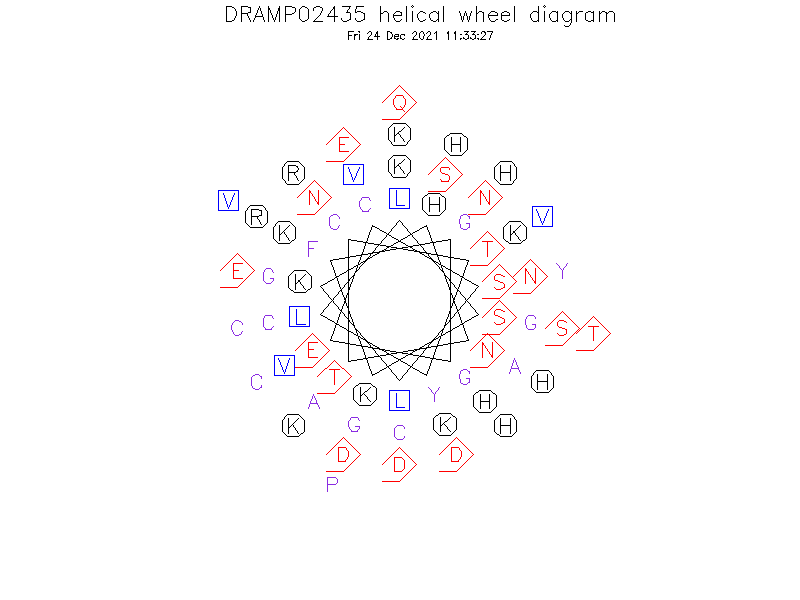 DRAMP02435 helical wheel diagram
Fri 24 Dec 2021 11:33:27
Q
K
E H
K V S
R N H
V L N
C H
V R C G
K K
F T
E G Y
K S N
C C L S G S T
V E N A
C T G H
A K L Y H
K G C K H
D D D
P
V